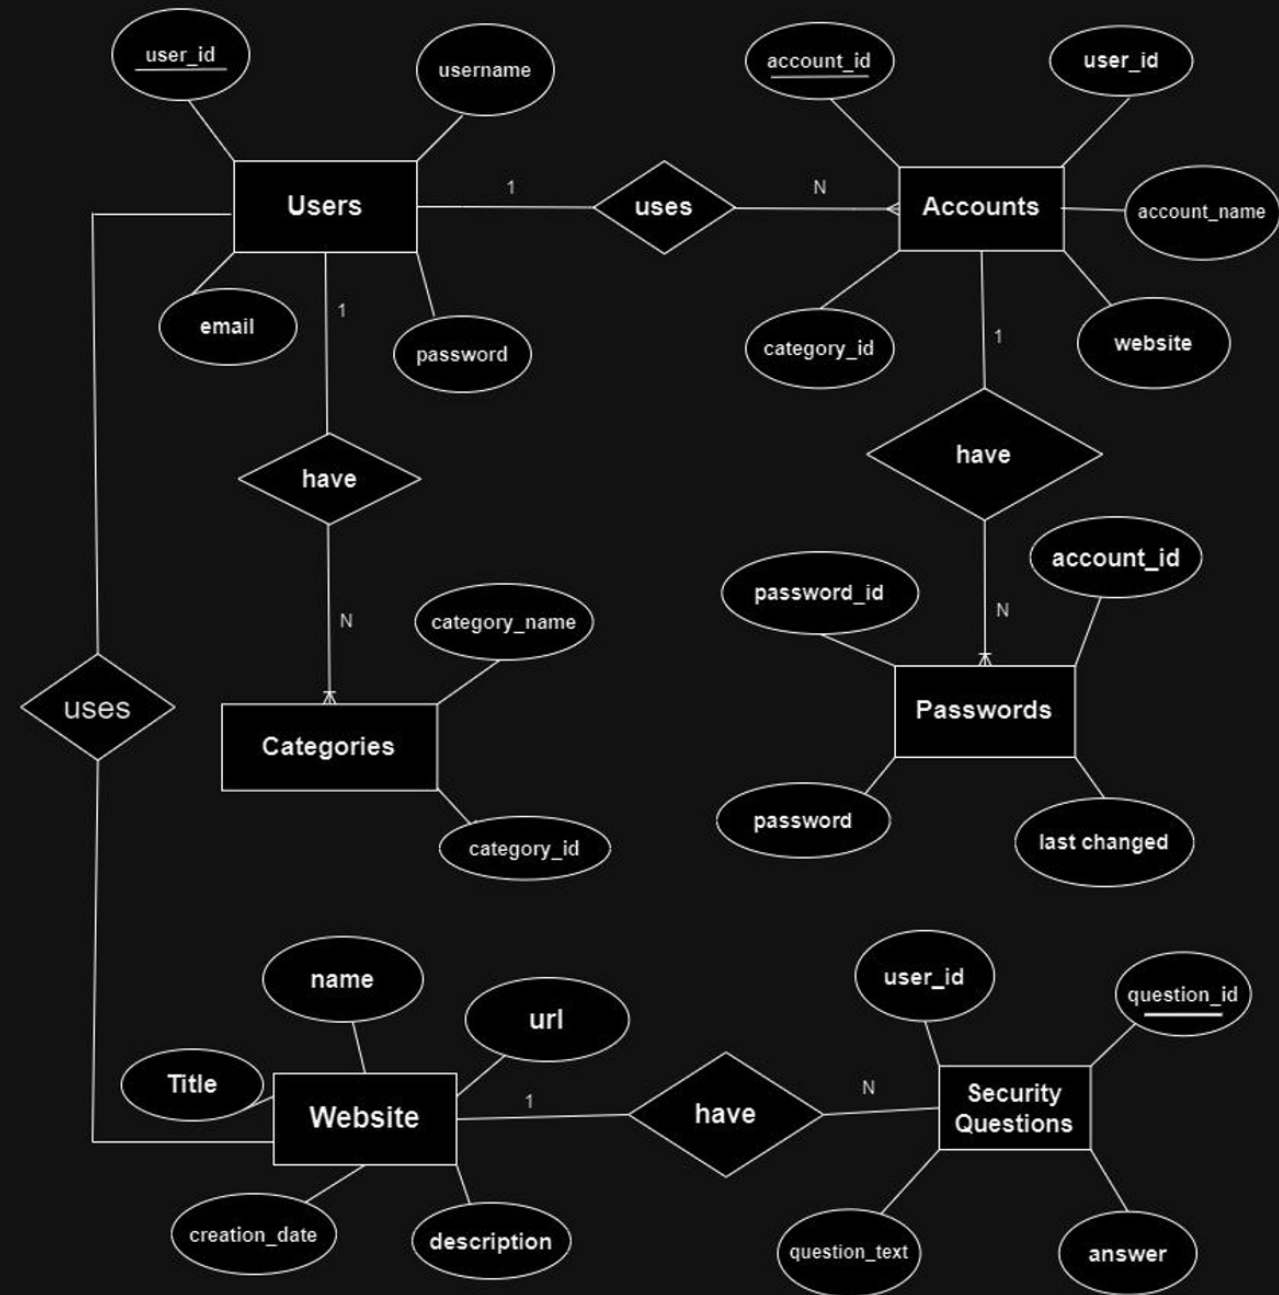 user_id
username
account_id
user_id
Users
1
uses
N
Accounts
account_name
email
1
password
category_id
1
website
have
have
password_id
account_id
N
category_name
N
uses
Categories
Passwords
category_id
password
last changed
name
url
user_id
question_id
Title
Website
1
have
N
Security
Questions
creation_date
description
question_text
answer